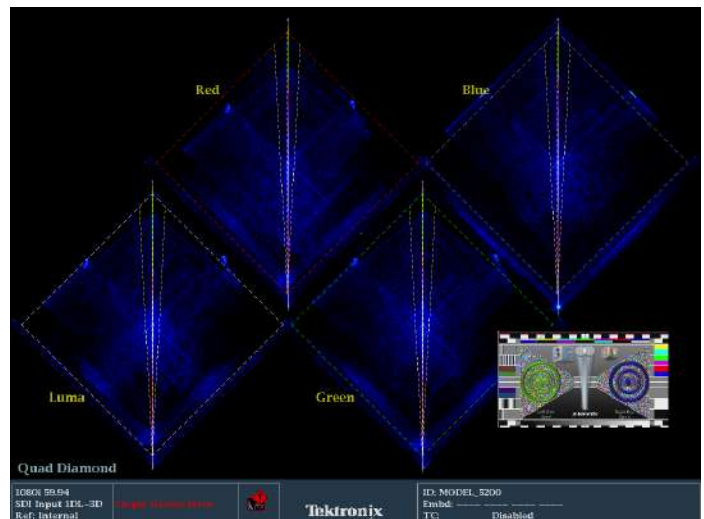 Red
Blue
Luma
Green
Quad Diamond
1080i 59.94
SDI Input 1DL-3D
Ref: Internal
Tektronix
ID: MODEL_5200
Embd: ---- ---- ---- ----
TC: Disabled